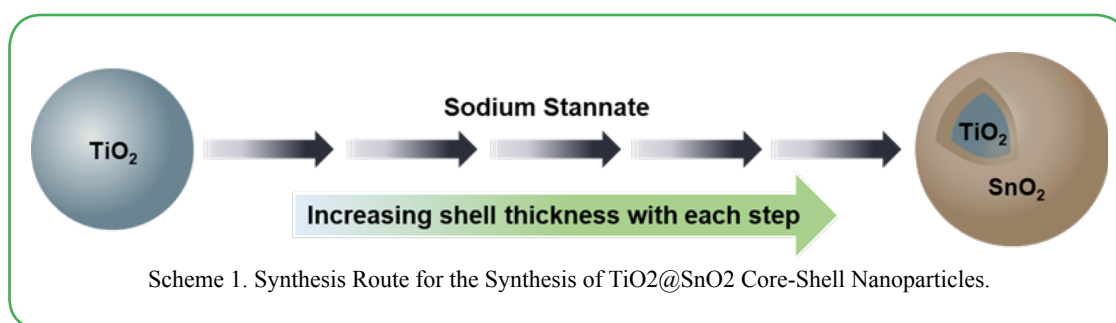 Sodium Stannate
TiO₂
TiO₂
SnO₂
Increasing shell thickness with each step
Scheme 1. Synthesis Route for the Synthesis of TiO2@SnO2 Core-Shell Nanoparticles.